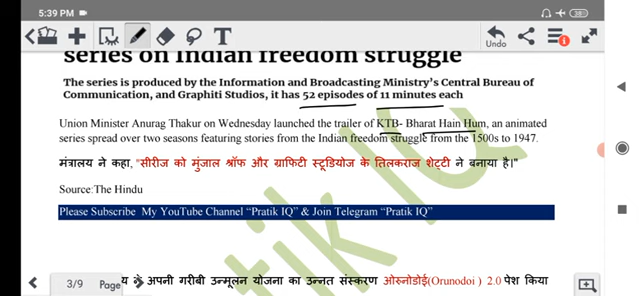 5:39 PM
38
Undo
series on Indian freedom struggle
The series is produced by the Information and Broadcasting Ministry's Central Bureau of
Communication, and Graphiti Studios, it has 52 episodes of 11 minutes each
Union Minister Anurag Thakur on Wednesday launched the trailer of KTB- Bharat Hain Hum, an animated
series spread over two seasons featuring stories from the Indian freedom struggle from the 1500s to 1947.
मंत्रालय ने कहा, "सीरीज को मुंजाल श्रॉफ और ग्राफिटी स्टूडियोज के तिलकराज शेट्टी ने बनाया है।"
Source:The Hindu
Please Subscribe My YouTube Channel "Pratik IQ" & Join Telegram "Pratik IQ"
3/9 Page
ने अपनी गरीबी उन्मूलन योजना का उन्नत संस्करण ओरुनोडोई(Orunodoi) 2.0 पेश किया